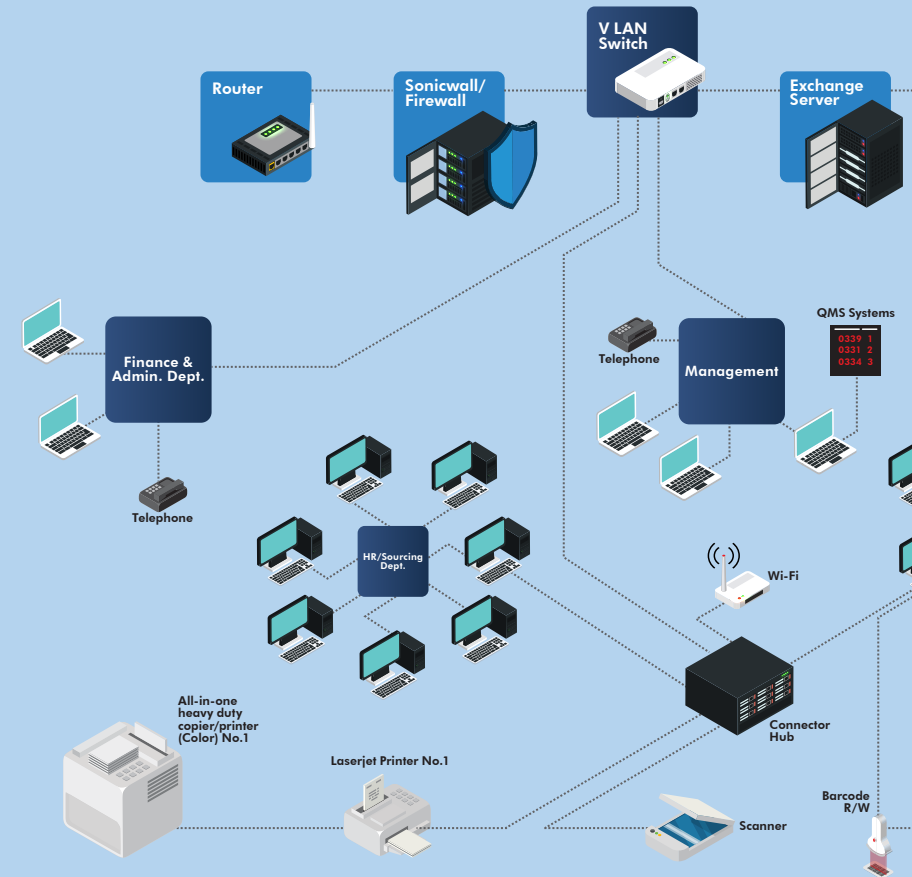 V LAN
Switch
Router
Sonicwall/
Firewall
Exchange
Server
QMS Systems
0339 1
0331 2
0334 3
Telephone
Finance &
Admin. Dept.
Management
Telephone
HR/Sourcing
Dept.
Wi-Fi
All-in-one
heavy duty
copier/printer
(Color) No.1
Connector
Hub
Laserjet Printer No.1
Barcode
R/W
Scanner